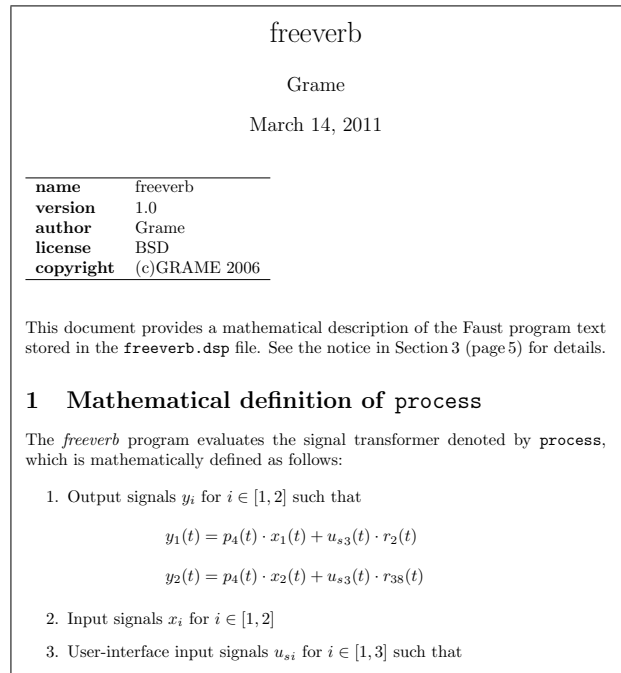 freeverb
Grame
March 14, 2011
name freeverb
version 1.0
author Grame
license BSD
copyright (c)GRAME 2006
This document provides a mathematical description of the Faust program text
stored in the freeverb.dsp file. See the notice in Section 3 (page 5) for details.
1 Mathematical definition of process
The freeverb program evaluates the signal transformer denoted by process,
which is mathematically defined as follows:
1. Output signals y_i for i ∈ [1, 2] such that
y_1(t) = p_4(t) · x_1(t) + u_{s3}(t) · r_2(t)
y_2(t) = p_4(t) · x_2(t) + u_{s3}(t) · r_{38}(t)
2. Input signals x_i for i ∈ [1, 2]
3. User-interface input signals u_{si} for i ∈ [1, 3] such that